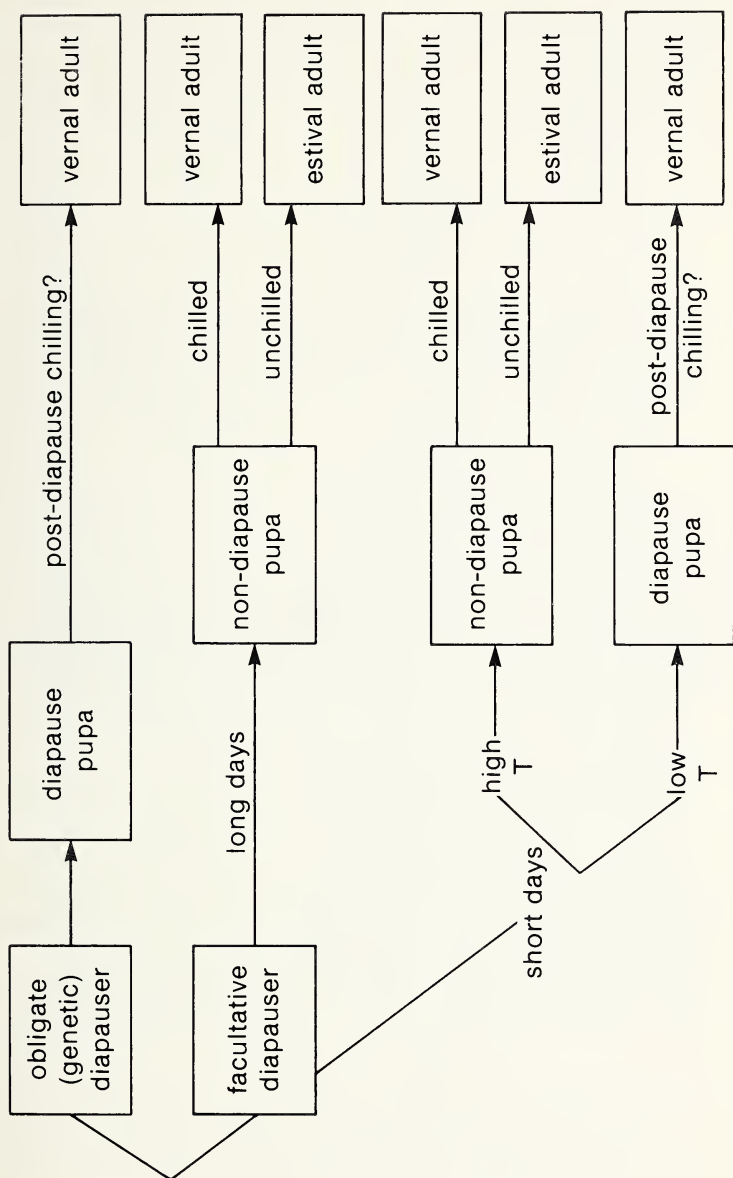 obligate
(genetic)
diapauser
diapause
pupa
post-diapause chilling?
vernal adult
facultative
diapauser
long days
non-diapause
pupa
chilled
vernal adult
unchilled
estival adult
short days
high
T
non-diapause
pupa
chilled
vernal adult
unchilled
estival adult
low
T
diapause
pupa
post-diapause
chilling?
vernal adult